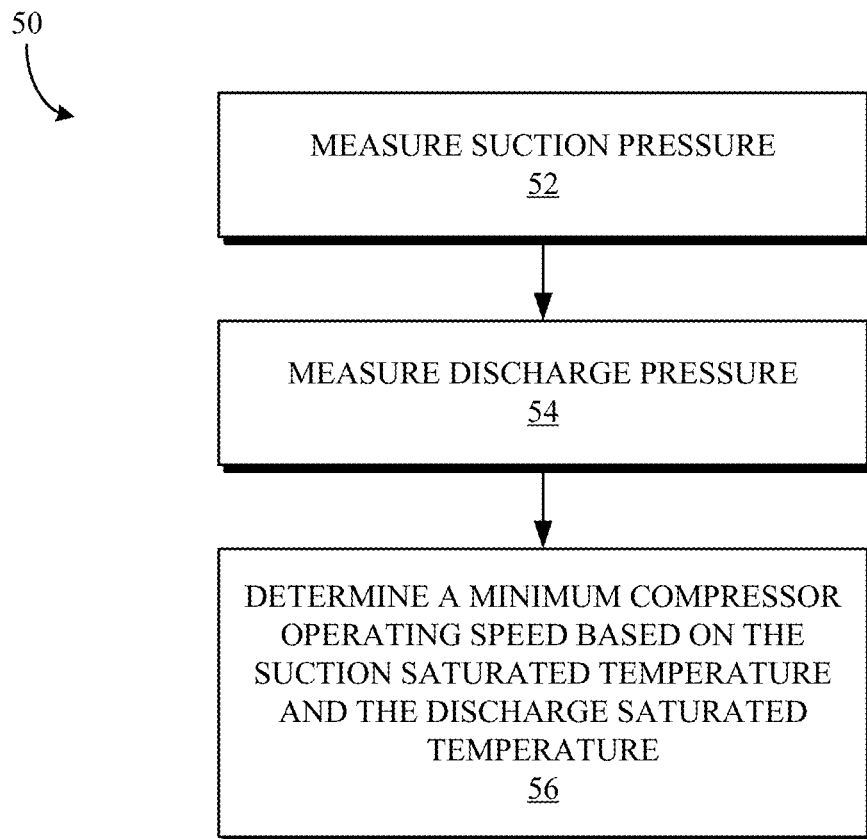 50
MEASURE SUCTION PRESSURE
52
MEASURE DISCHARGE PRESSURE
54
DETERMINE A MINIMUM COMPRESSOR
OPERATING SPEED BASED ON THE
SUCTION SATURATED TEMPERATURE
AND THE DISCHARGE SATURATED
TEMPERATURE
56